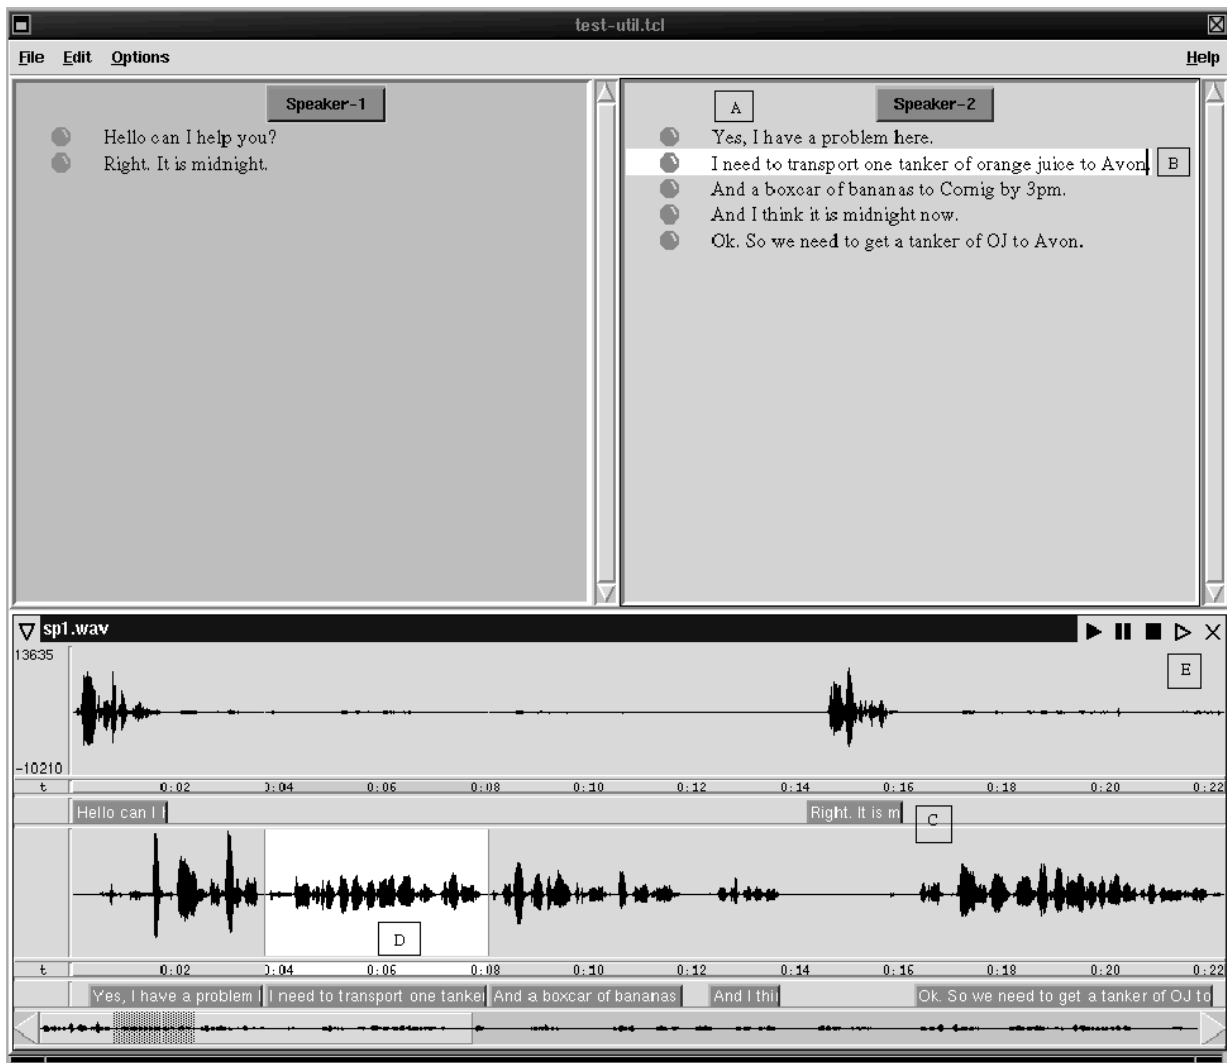 test-util.tcl
File Edit Options Help
Speaker-1
Hello can I help you?
Right. It is midnight.
A Speaker-2
Yes, I have a problem here.
I need to transport one tanker of orange juice to Avon. B
And a boxcar of bananas to Cornig by 3pm.
And I think it is midnight now.
Ok. So we need to get a tanker of OJ to Avon.
sp1.wav
13635
E
-10210
t 0:02 0:04 0:06 0:08 0:10 0:12 0:14 0:16 0:18 0:20 0:22
Hello can I Right. It is m
C
D
t 0:02 0:04 0:06 0:08 0:10 0:12 0:14 0:16 0:18 0:20 0:22
Yes, I have a problem I need to transport one tanker And a boxcar of bananas And I thi Ok. So we need to get a tanker of OJ to